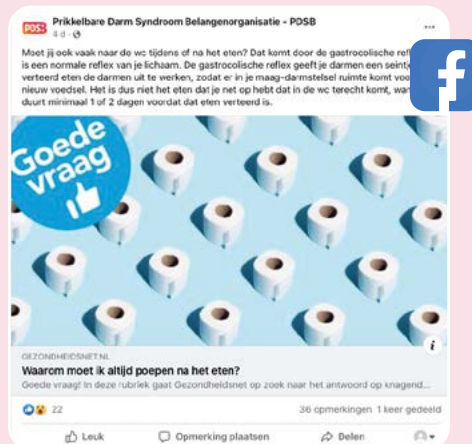 PDSB
Prikkelbare Darm Syndroom Belangenorganisatie - PDSB
4 d
Moet jij ook vaak naar de wc tijdens of na het eten? Dat komt door de gastrocolische
is een normale reflex van je lichaam. De gastrocolische reflex geeft je darmen een
verteerd eten de darmen uit te werken, zodat er in je maag-darmstelsel ruimte komt
nieuw voedsel. Het is dus niet het eten dat je net op hebt dat in de wc terecht komt,
duurt minimaal 1 of 2 dagen voordat dat eten verteerd is.
f
Goede
vraag
i
GEZONDHEIDSNET.NL
Waarom moet ik altijd poepen na het eten?
Goede vraag! In deze rubriek gaat Gezondheidsnet op zoek naar het antwoord op knagend...
22
36 opmerkingen 1 keer gedeeld
Leuk
Opmerking plaatsen
Delen